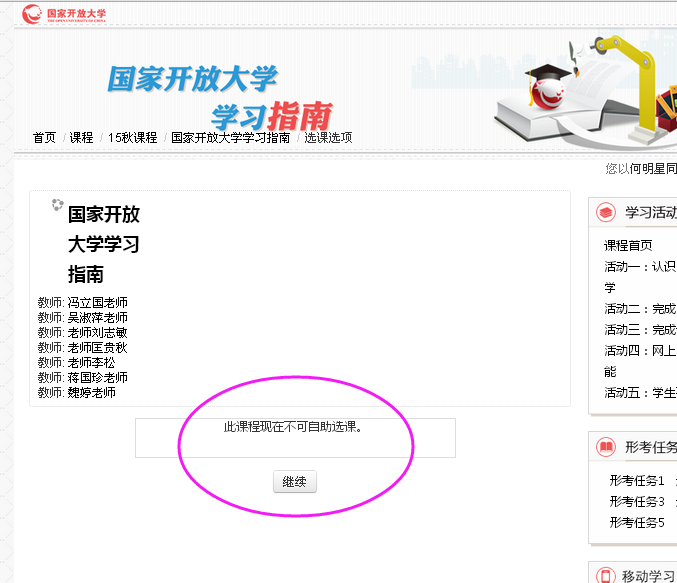 国家开放大学
THE OPEN UNIVERSITY OF CHINA
国家开放大学
学习指南
首页 / 课程 / 15秋课程 / 国家开放大学学习指南 / 选课选项
您以何明星同
国家开放
大学学习
指南
教师: 冯立国老师
教师: 吴淑萍老师
教师: 老师刘志敏
教师: 老师匡贵秋
教师: 老师李松
教师: 蒋国珍老师
教师: 魏婷老师
此课程现在不可自助选课。
继续
学习活动
课程首页
活动一：认识
学
活动二：完成
活动三：完成
活动四：网上
能
活动五：学生
形考任务
形考任务1
形考任务3
形考任务5
移动学习